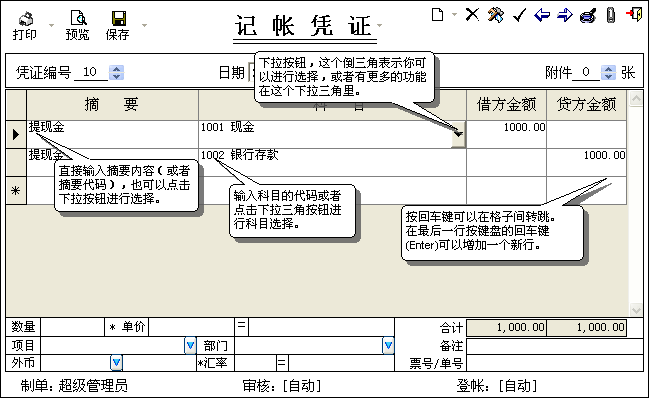 记帐凭证
打印 预览 保存
凭证编号 10 日期 附件 0 张
下拉按钮，这个倒三角表示你可
以进行选择，或者有更多的功能
在这个下拉三角里。
摘 要 科 目 借方金额 贷方金额
提现金 1001 现金 1000.00
提现金 1002 银行存款 1000.00
直接输入摘要内容（或者
摘要代码），也可以点击
下拉按钮进行选择。
输入科目的代码或者
点击下拉三角按钮进
行科目选择。
按回车键可以在格子间转跳。
在最后一行按键盘的回车键
(Enter)可以增加一个新行。
数量 * 单价 = 合计 1,000.00 1,000.00
项目 部门 备注
外币 *汇率 = 票号/单号
制单：超级管理员 审核：[自动] 登帐：[自动]